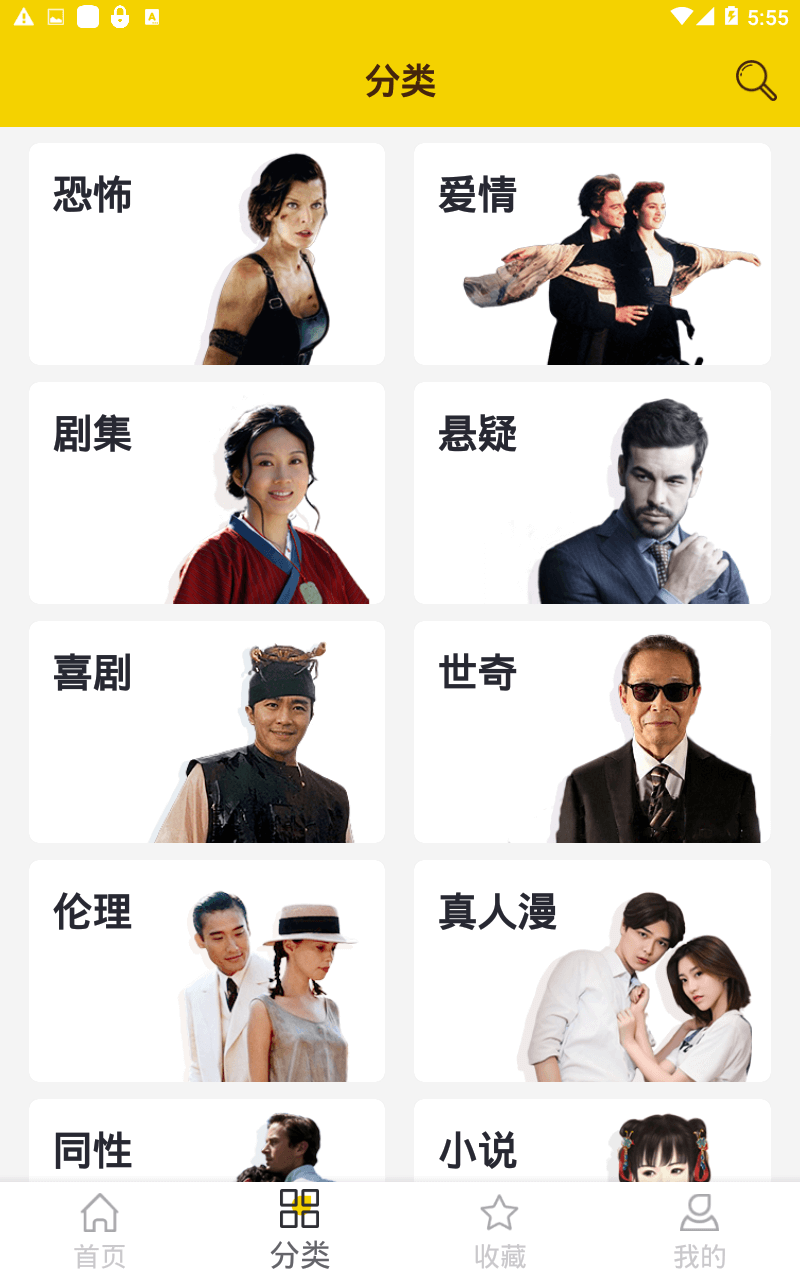 5:55
分类
恐怖
爱情
剧集
悬疑
喜剧
世奇
伦理
真人漫
同性
小说
首页
分类
收藏
我的